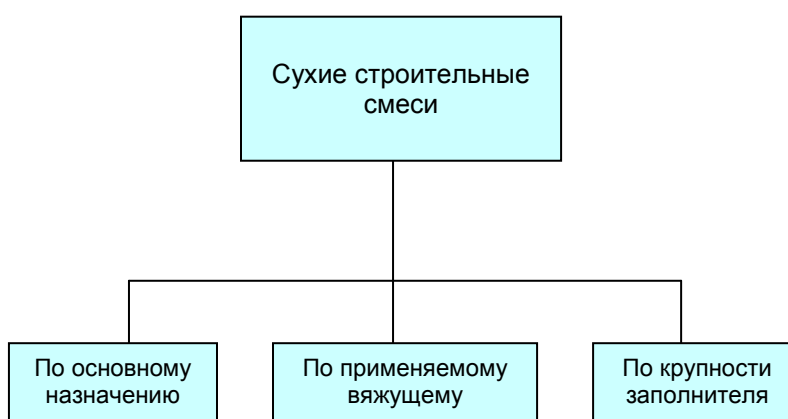 Сухие строительные
смеси
По основному
назначению
По применяемому
вяжущему
По крупности
заполнителя